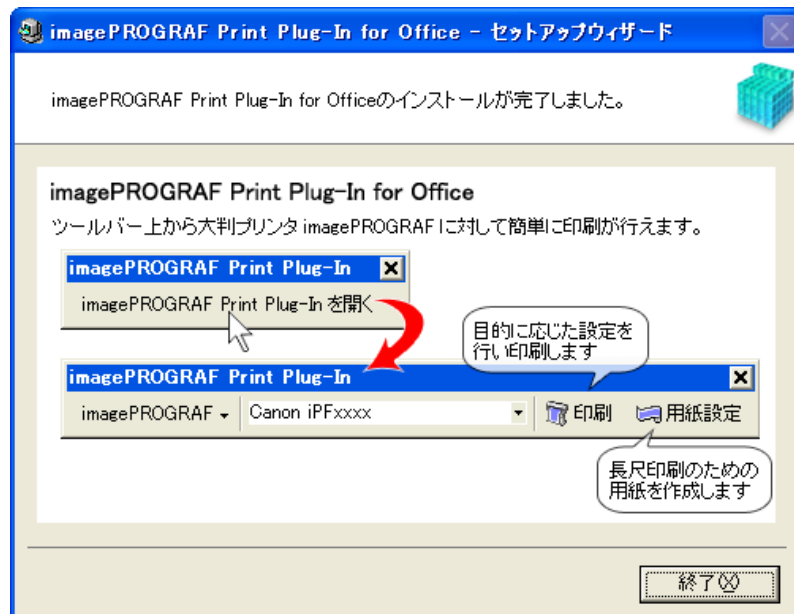 imagePROGRAF Print Plug-In for Office - セットアップウィザード
imagePROGRAF Print Plug-In for Officeのインストールが完了しました。
imagePROGRAF Print Plug-In for Office
ツールバー上から大判プリンタ imagePROGRAF に対して簡単に印刷が行えます。
imagePROGRAF Print Plug-In
imagePROGRAF Print Plug-In を開く
目的に応じた設定を
行い印刷します
imagePROGRAF Print Plug-In
imagePROGRAF Canon iPFxxxx 印刷 用紙設定
長尺印刷のための
用紙を作成します
終了(X)